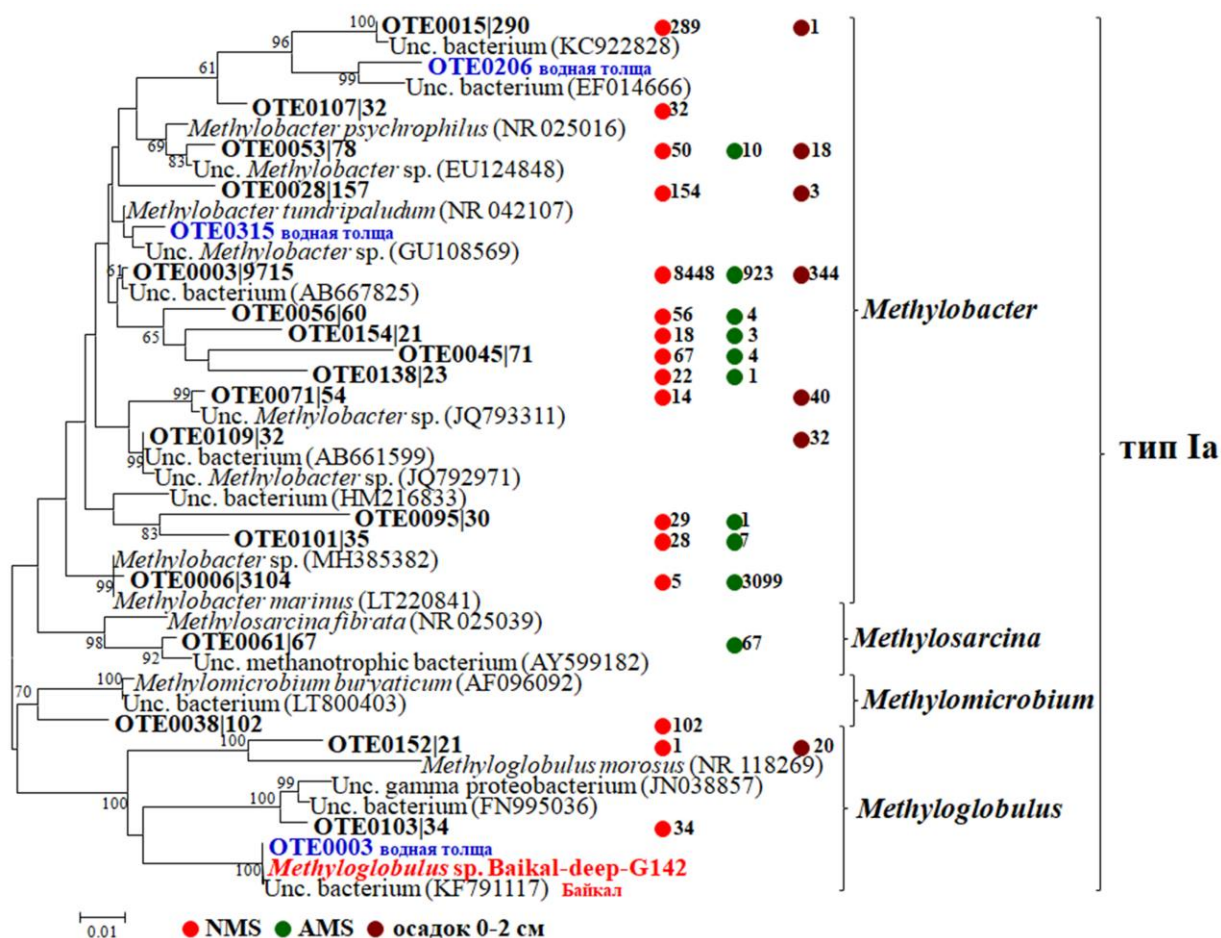 100 OTE0015|290 289 1
Unc. bacterium (KC922828)
96
OTE0206 водная толща
61
99 Unc. bacterium (EF014666)
OTE0107|32 32
Methylobacter psychrophilus (NR 025016)
69 OTE0053|78 50 10 18
83 Unc. Methylobacter sp. (EU124848)
OTE0028|157 154 3
Methylobacter tundripaludum (NR 042107)
OTE0315 водная толща
Unc. Methylobacter sp. (GU108569)
61 OTE0003|9715 8448 923 344
Unc. bacterium (AB667825)
OTE0056|60 56 4
Methylobacter
65 OTE0154|21 18 3
OTE0045|71 67 4
OTE0138|23 22 1
99 OTE0071|54 14 40
Unc. Methylobacter sp. (JQ793311)
OTE0109|32 32
тип Ia
Unc. bacterium (AB661599)
99 Unc. Methylobacter sp. (JQ792971)
Unc. bacterium (HM216833)
OTE0095|30 29 1
83 OTE0101|35 28 7
Methylobacter sp. (MH385382)
99 OTE0006|3104 5 3099
Methylobacter marinus (LT220841)
Methylosarcina fibrata (NR 025039)
98 OTE0061|67 67
Methylosarcina
92 Unc. methanotrophic bacterium (AY599182)
100 Methylomicrobium buryaticum (AF096092)
70 Unc. bacterium (LT800403)
Methylomicrobium
OTE0038|102 102
100 OTE0152|21 1 20
Methyloglobulus morosus (NR 118269)
99 Unc. gamma proteobacterium (JN038857)
100 100 Unc. bacterium (FN995036)
Methyloglobulus
OTE0103|34 34
OTE0003 водная толща
100 Methyloglobulus sp. Baikal-deep-G142
Unc. bacterium (KF791117) Байкал
0.01 NMS AMS осадок 0-2 см